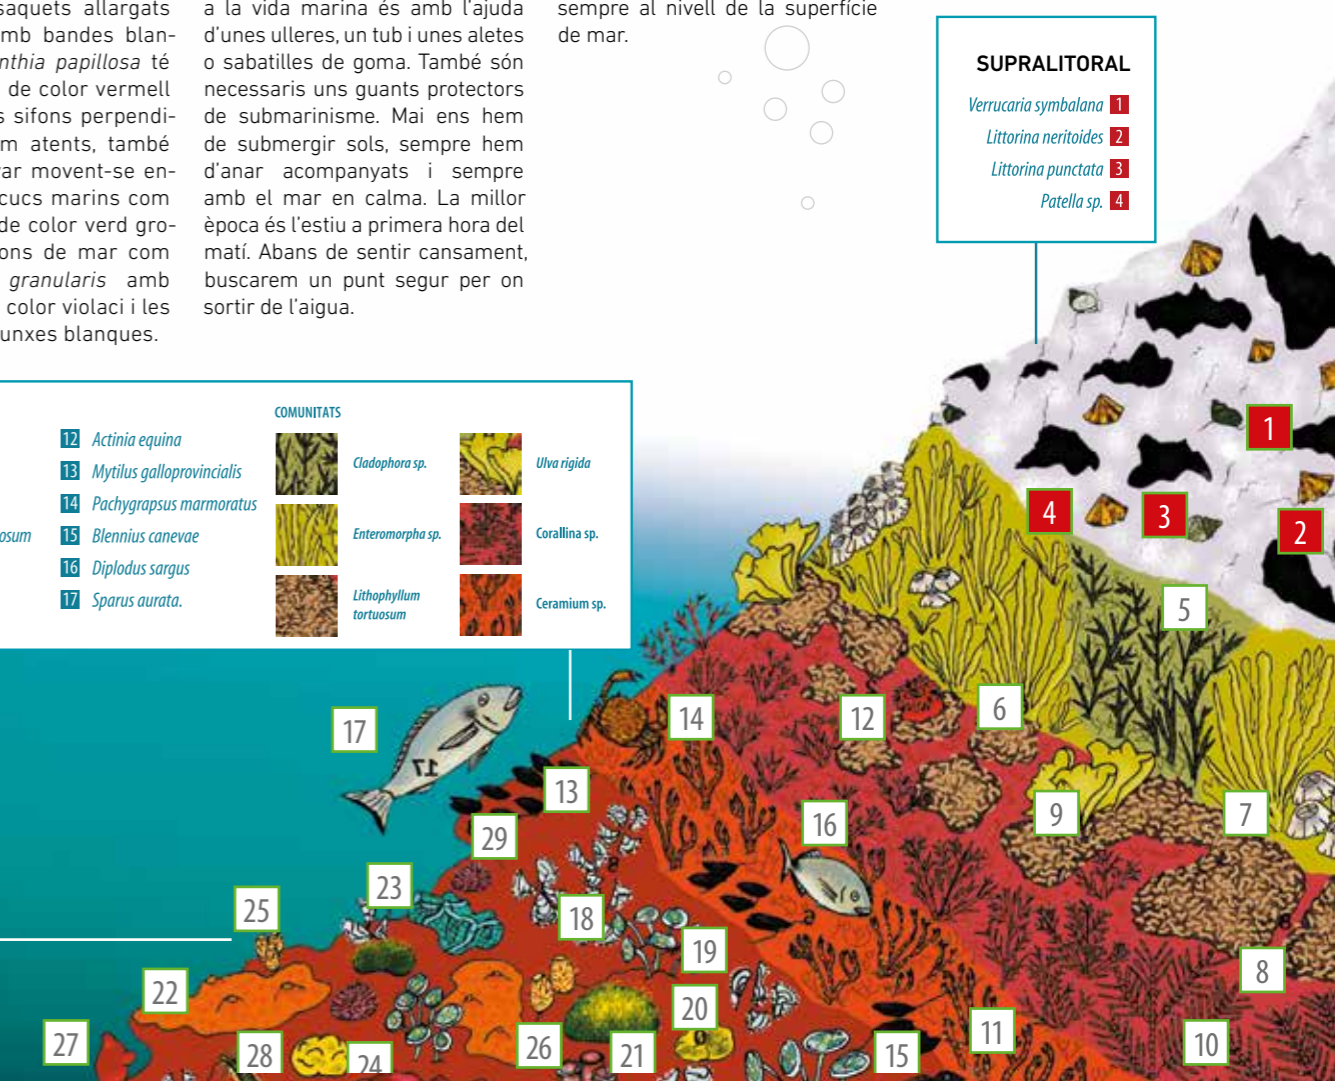 saquets allargats
mb bandes blan-
nthia papillosa té
de color vermell
s sifons perpendi-
m atents, també
ar movent-se en-
cucs marins com
de color verd gro-
ons de mar com
granularis amb
color violaci i les
unxes blanques.
a la vida marina és amb l'ajuda
d'unes ulleres, un tub i unes aletes
o sabatilles de goma. També són
necessaris uns guants protectors
de submarinisme. Mai ens hem
de submergir sols, sempre hem
d'anar acompanyats i sempre
amb el mar en calma. La millor
època és l'estiu a primera hora del
matí. Abans de sentir cansament,
buscarem un punt segur per on
sortir de l'aigua.
sempre al nivell de la superfície
de mar.
SUPRALITORAL
Verrucaria symbalana 1
Littorina neritoides 2
Littorina punctata 3
Patella sp. 4
osum
12 Actinia equina
13 Mytilus galloprovincialis
14 Pachygrapsus marmoratus
15 Blennius canevae
16 Diplodus sargus
17 Sparus aurata.
COMUNITATS
Cladophora sp.
Enteromorpha sp.
Lithophyllum
tortuosum
Ulva rigida
Corallina sp.
Ceramium sp.
1
4
3
2
5
6
12
14
17
17
13
9
7
16
29
23
25
18
19
8
22
20
11
10
27
28
24
26
21
15